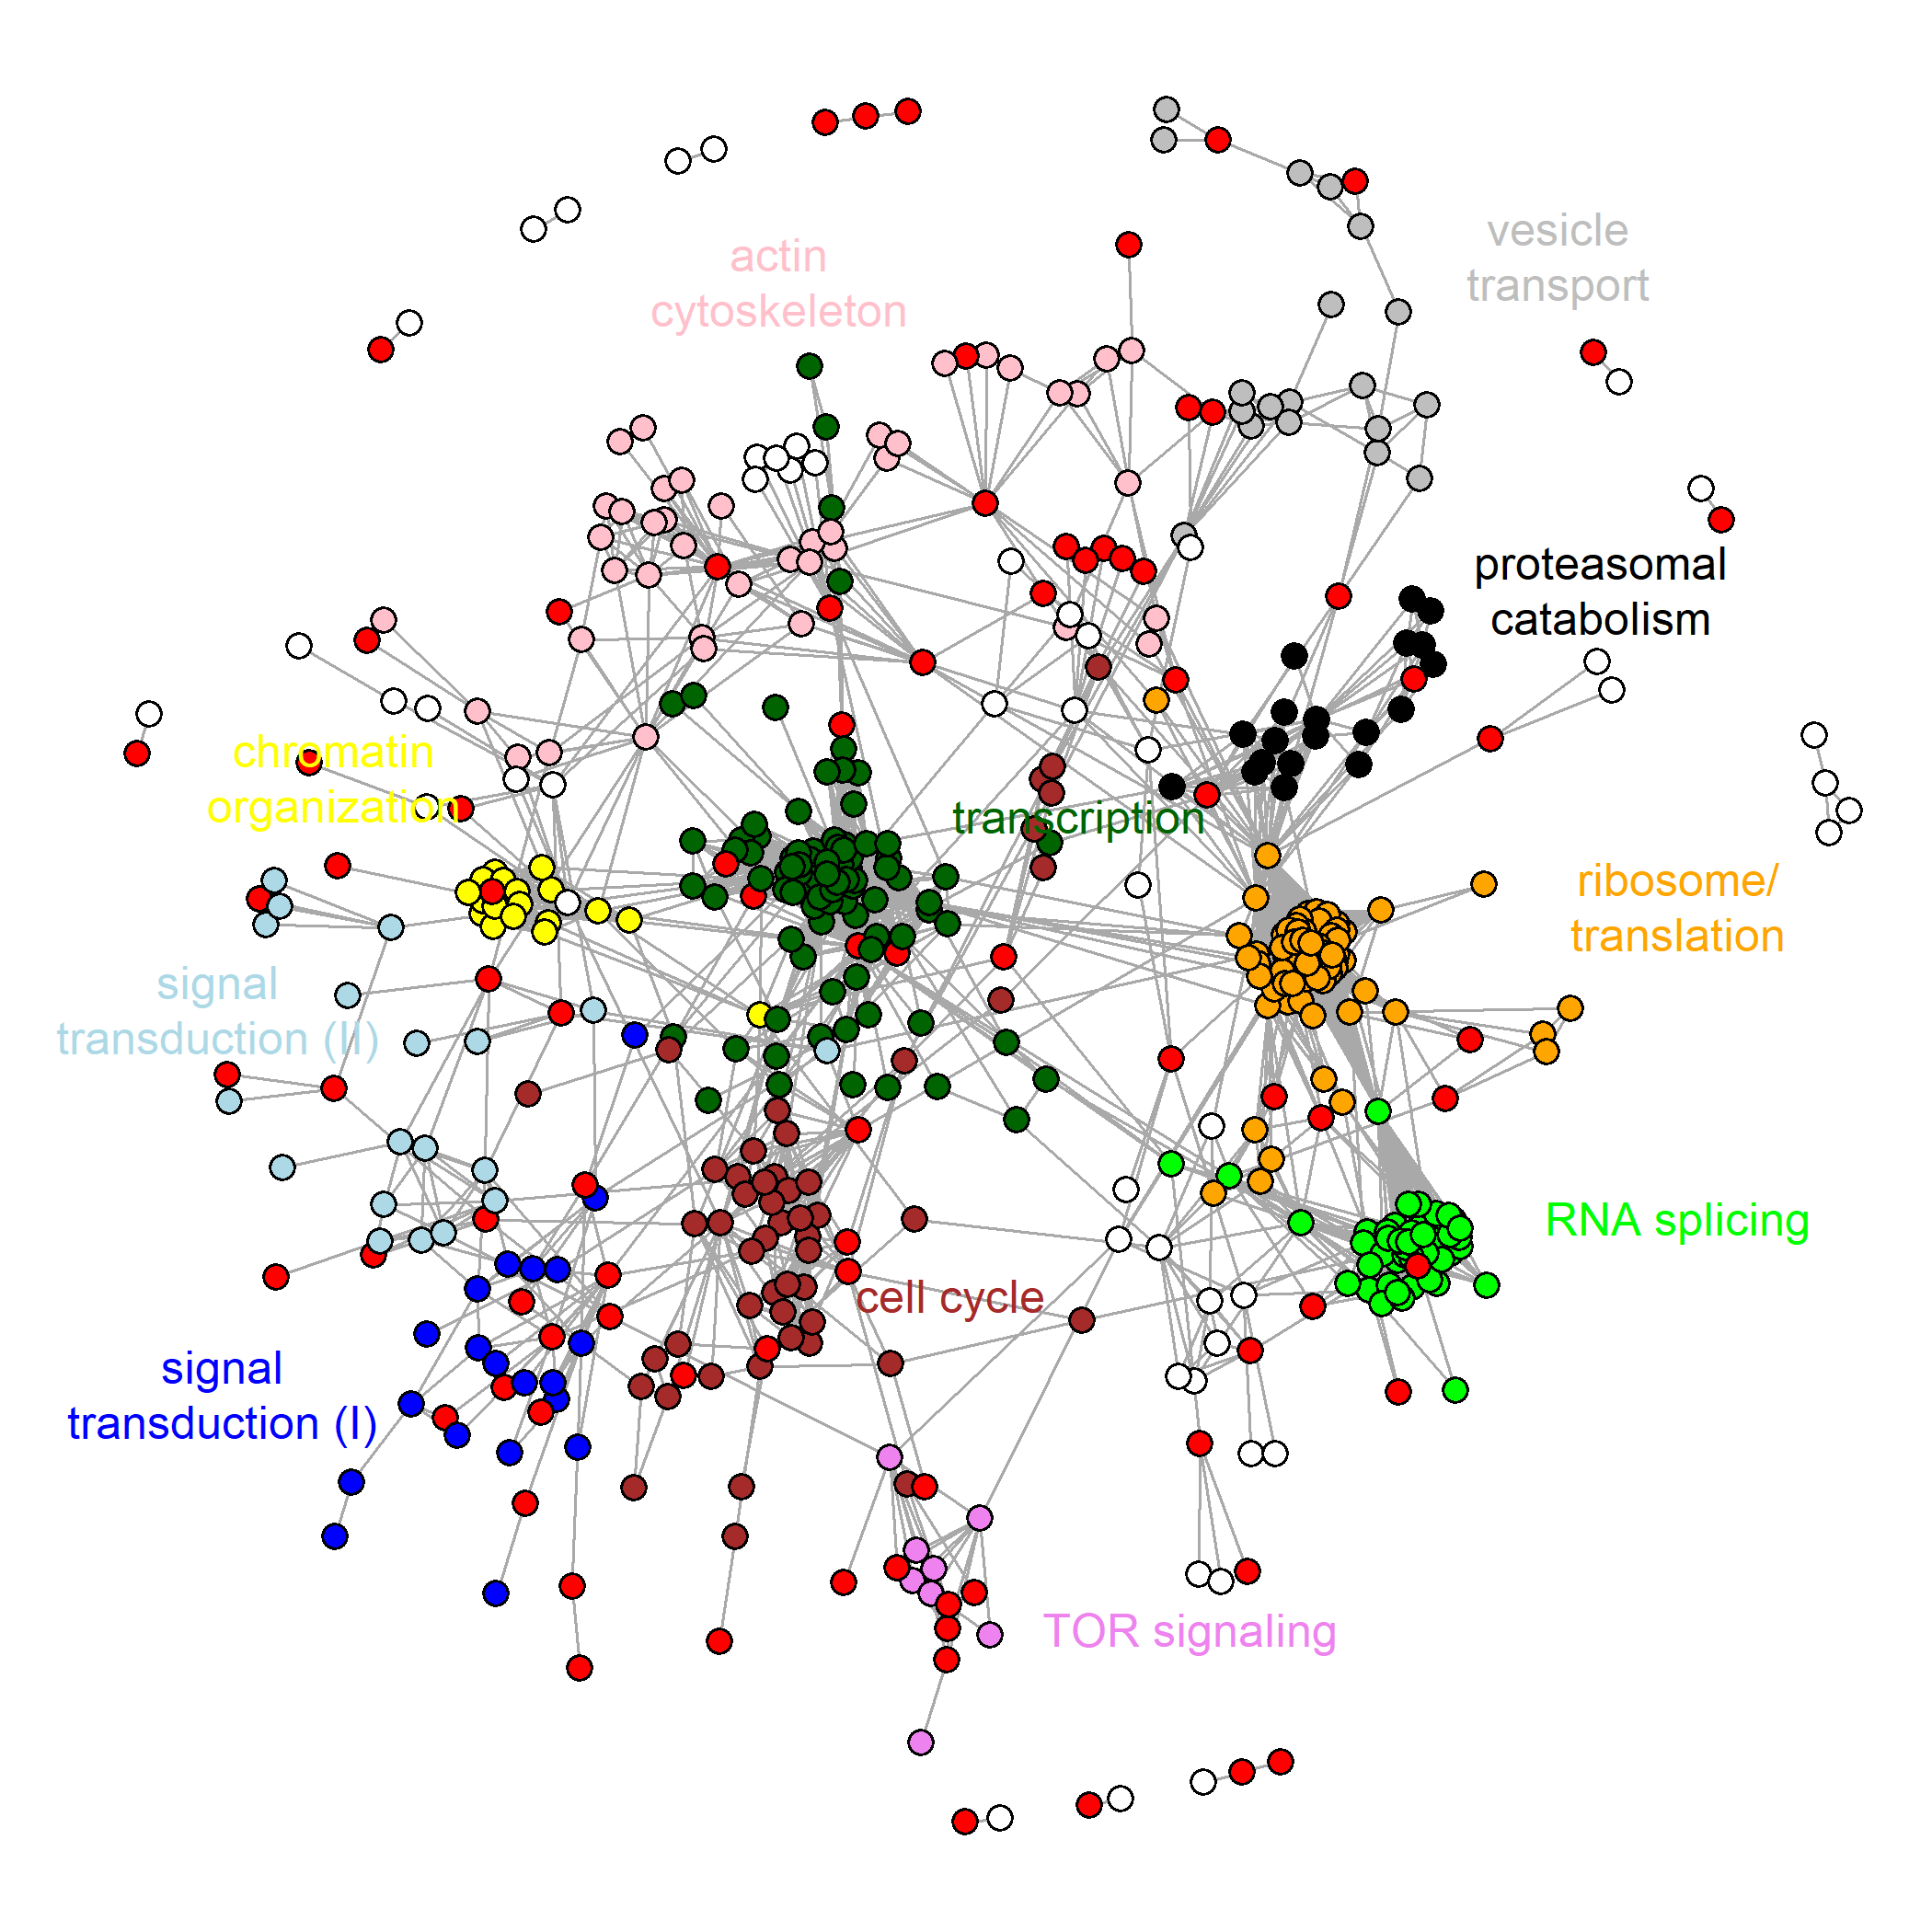 actin
cytoskeleton
vesicle
transport
proteasomal
catabolism
chromatin
organization
transcription
ribosome/
translation
signal
transduction (II)
RNA splicing
cell cycle
signal
transduction (I)
TOR signaling